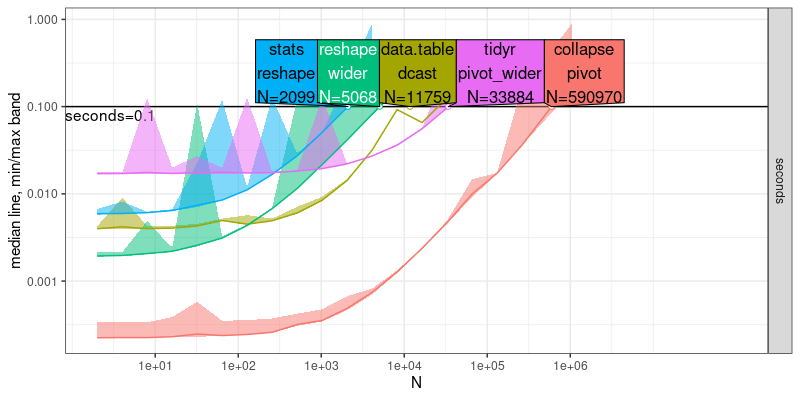 1.000
0.100
0.010
0.001
median line, min/max band
stats
reshape
N=2099
reshape
wider
N=5068
data.table
dcast
N=11759
tidyr
pivot_wider
N=33884
collapse
pivot
N=590970
seconds=0.1
seconds
1e+01
1e+02
1e+03
1e+04
1e+05
1e+06
N